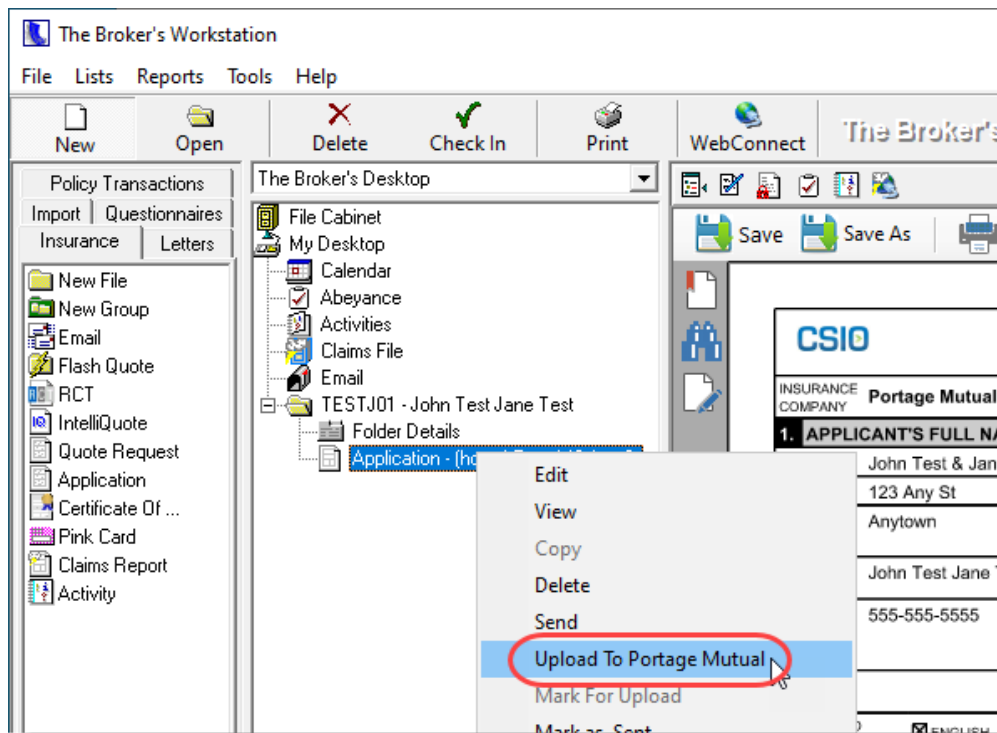 The Broker's Workstation
File Lists Reports Tools Help
New Open Delete Check In Print WebConnect The Broker's
Policy Transactions
Import Questionnaires
Insurance Letters
New File
New Group
Email
Flash Quote
RCT
IntelliQuote
Quote Request
Application
Certificate Of ...
Pink Card
Claims Report
Activity
The Broker's Desktop
File Cabinet
My Desktop
Calendar
Abeyance
Activities
Claims File
Email
TESTJ01 - John Test Jane Test
Folder Details
Application -
Edit
View
Copy
Delete
Send
Upload To Portage Mutual
Mark For Upload
Mark as Sent
Save Save As
CSIO
INSURANCE COMPANY Portage Mutual
1. APPLICANT'S FULL
John Test & Jan
123 Any St
Anytown
John Test Jane
555-555-5555
ENGLISH